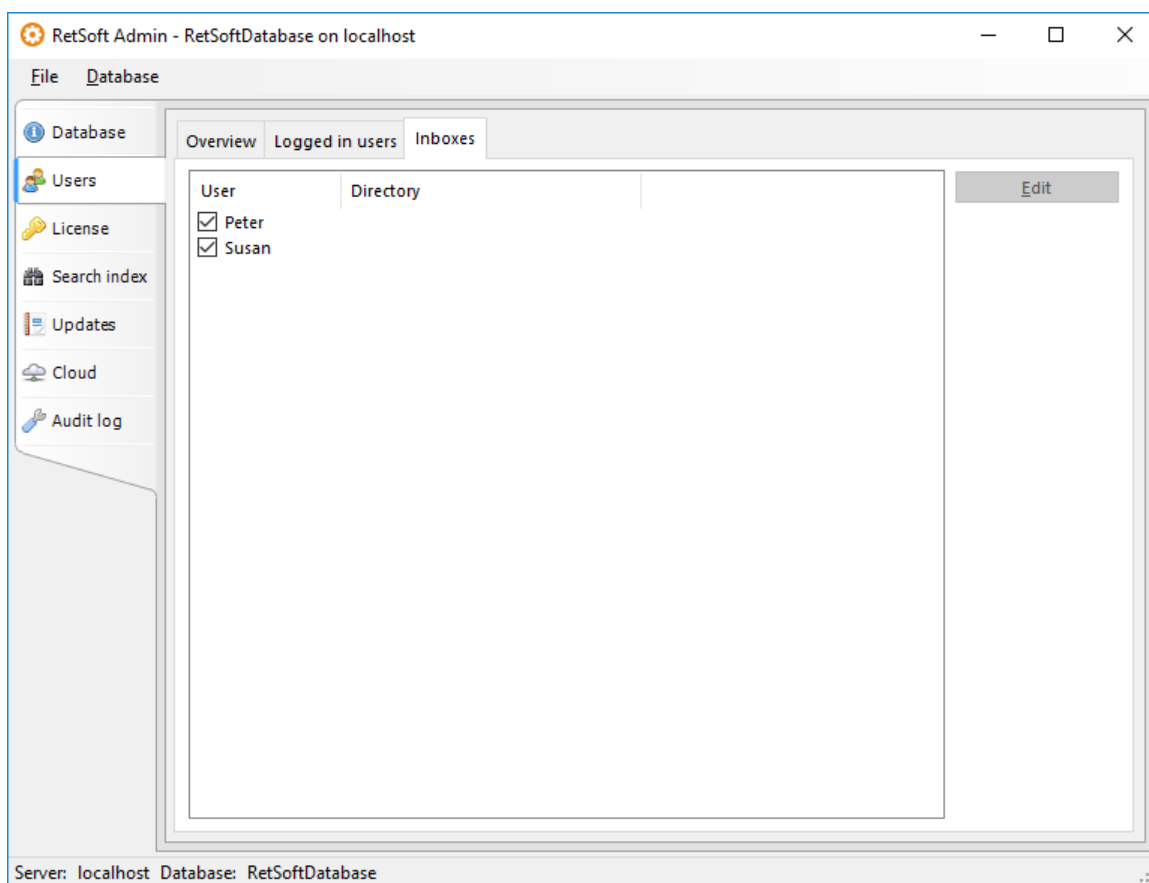 RetSoft Admin - RetSoftDatabase on localhost
File Database
Database
Users
License
Search index
Updates
Cloud
Audit log
Overview Logged in users Inboxes
User Directory
Peter
Susan
Edit
Server: localhost Database: RetSoftDatabase